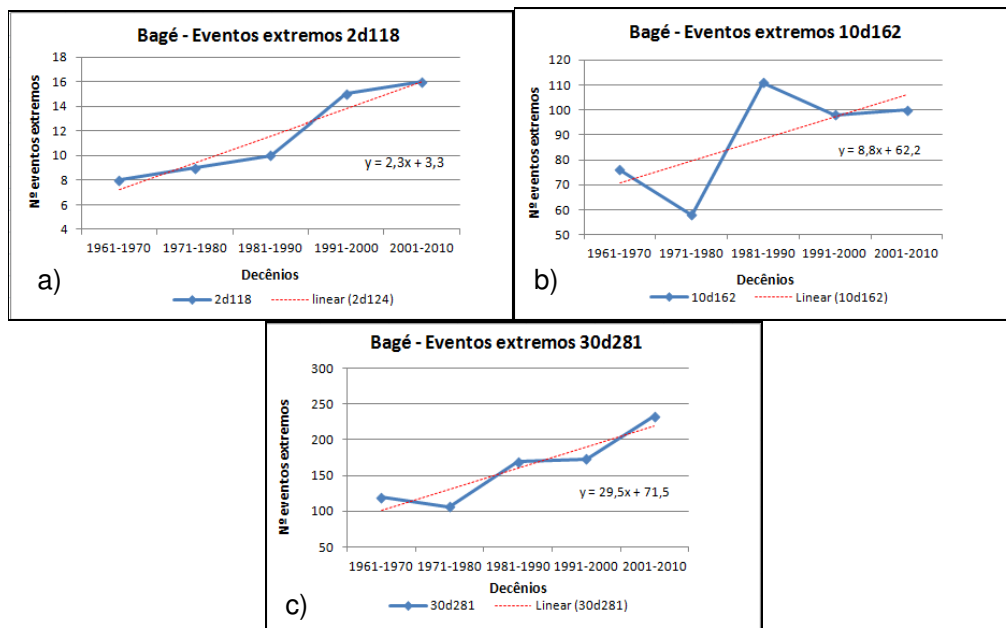 Bagé - Eventos extremos 2d118
Nº eventos extremos
18
16
14
12
10
8
6
4
y = 2,3x + 3,3
1961-1970 1971-1980 1981-1990 1991-2000 2001-2010
Decênios
2d118 linear (2d124)
a)
Bagé - Eventos extremos 10d162
Nº eventos extremos
120
110
100
90
80
70
60
50
y = 8,8x + 62,2
1961-1970 1971-1980 1981-1990 1991-2000 2001-2010
Decênios
10d162 Linear (10d162)
b)
Bagé - Eventos extremos 30d281
Nº eventos extremos
300
250
200
150
100
50
y = 29,5x + 71,5
1961-1970 1971-1980 1981-1990 1991-2000 2001-2010
Decênios
30d281 Linear (30d281)
c)